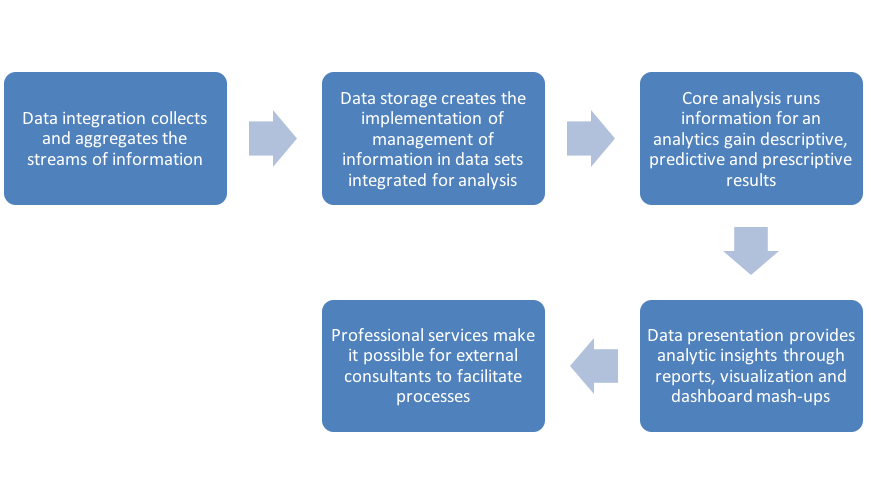 Data integration collects
and aggregates the
streams of information
Data storage creates the
implementation of
management of
information in data sets
integrated for analysis
Core analysis runs
information for an
analytics gain descriptive,
predictive and prescriptive
results
Data presentation provides
analytic insights through
reports, visualization and
dashboard mash-ups
Professional services make
it possible for external
consultants to facilitate
processes